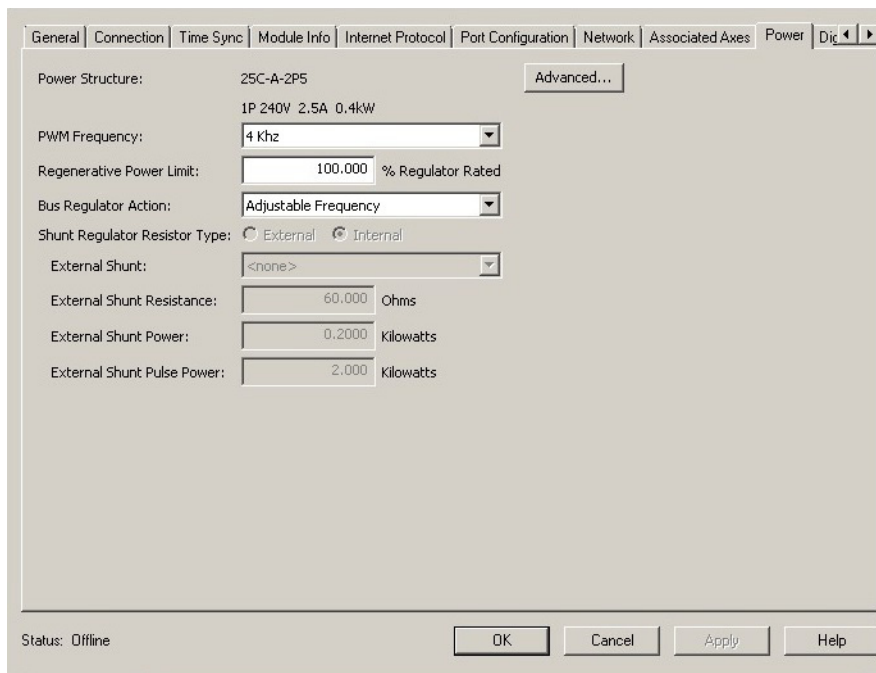 General Connection Time Sync Module Info Internet Protocol Port Configuration Network Associated Axes Power Dig
Power Structure: 25C-A-2P5 Advanced...
1P 240V 2.5A 0.4kW
PWM Frequency: 4 Khz
Regenerative Power Limit: 100.000 % Regulator Rated
Bus Regulator Action: Adjustable Frequency
Shunt Regulator Resistor Type: External Internal
External Shunt: <none>
External Shunt Resistance: 60.000 Ohms
External Shunt Power: 0.2000 Kilowatts
External Shunt Pulse Power: 2.000 Kilowatts
Status: Offline OK Cancel Apply Help